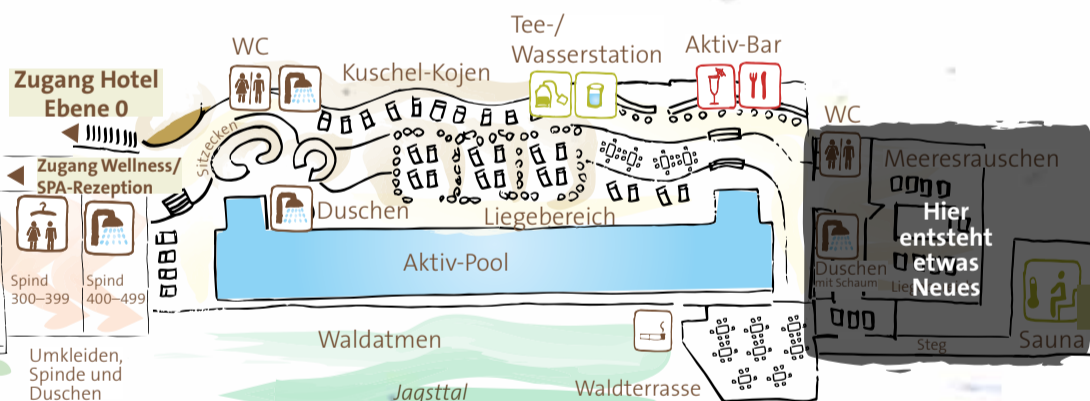 Tee-/
Wasserstation
WC
Aktiv-Bar
Kuschel-Kojen
Zugang Hotel
Ebene 0
Sitzecken
Zugang Wellness/
SPA-Rezeption
WC
Meeresrauschen
Duschen
Liegebereich
Hier
entsteht
etwas
Neues
Aktiv-Pool
Duschen
mit Schaum
Spind
300–399
Spind
400–499
Waldatmen
Steg
Sauna
Umkleiden,
Spinde und
Duschen
Jagsttal
Waldterrasse